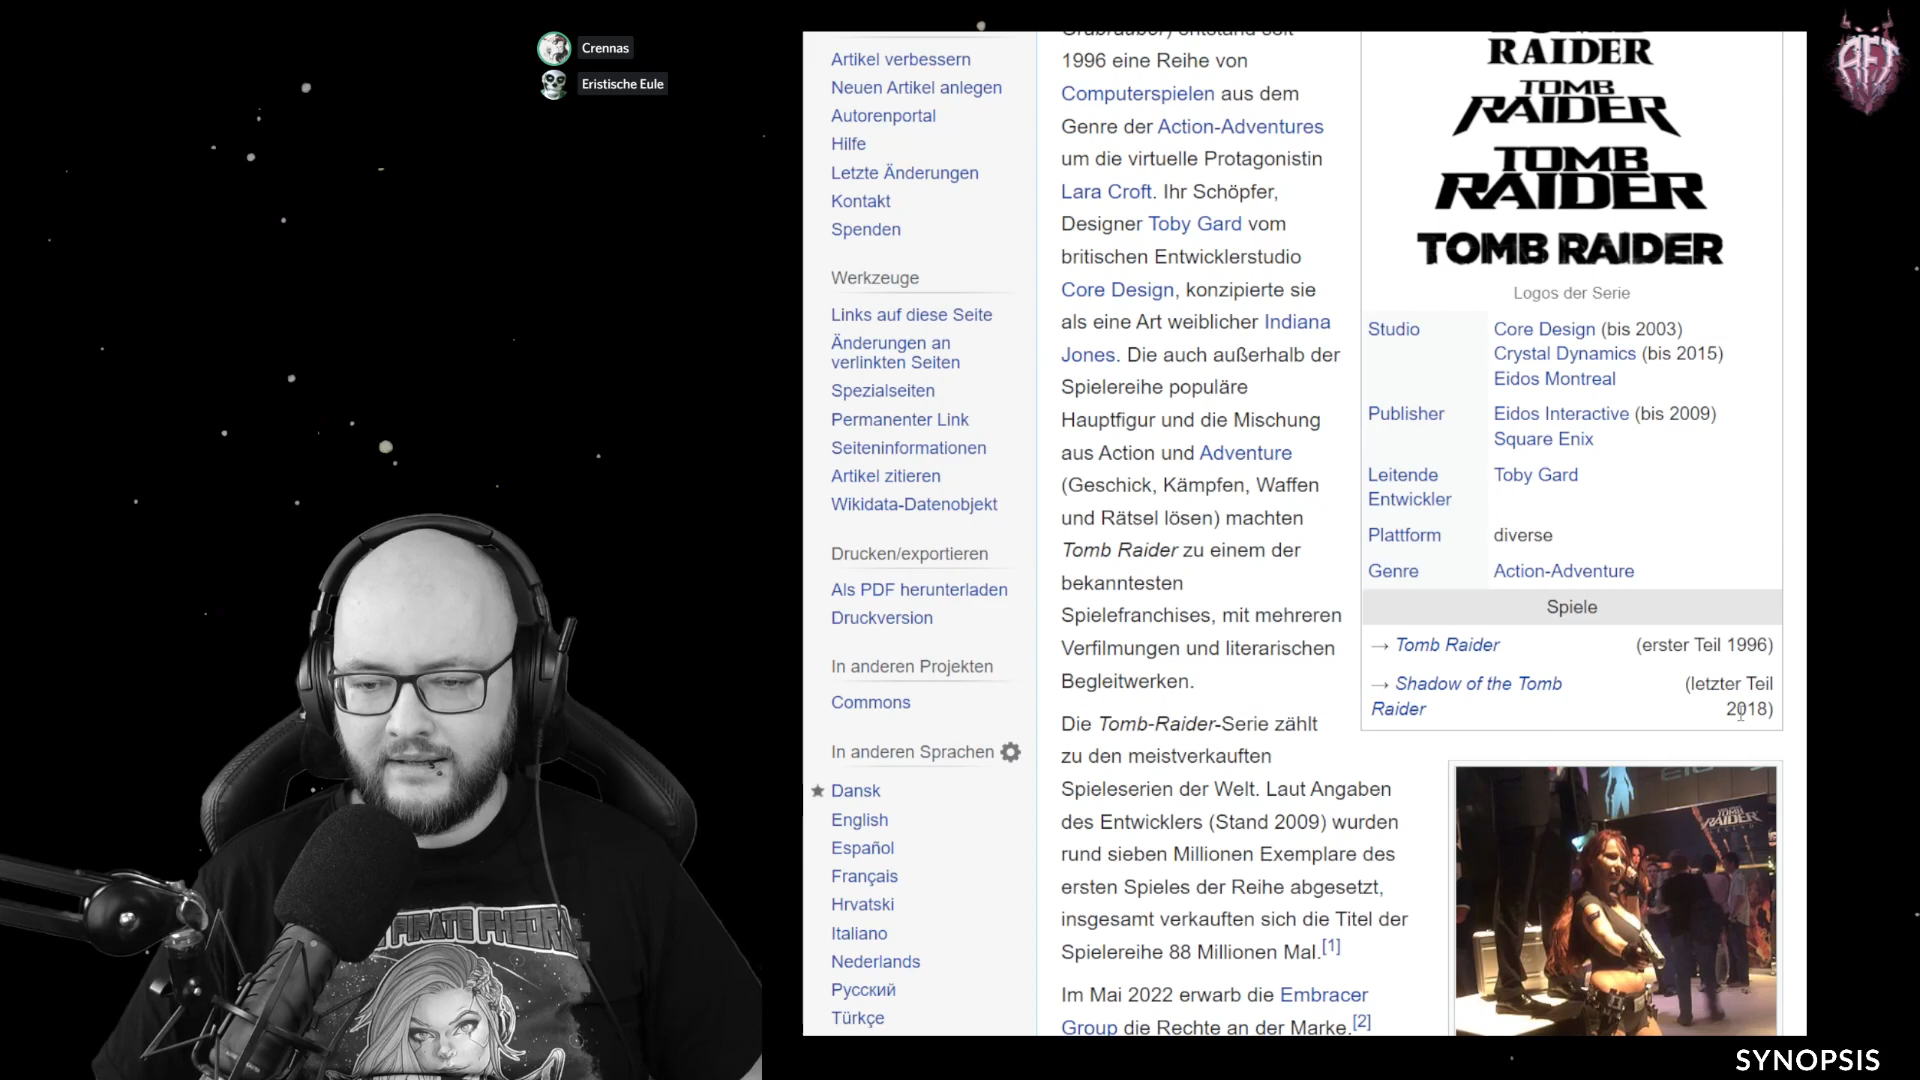 Crennas
Eristische Eule
AFT
Artikel verbessern
Neuen Artikel anlegen
Autorenportal
Hilfe
Letzte Änderungen
Kontakt
Spenden
Werkzeuge
Links auf diese Seite
Änderungen an
verlinkten Seiten
Spezialseiten
Permanenter Link
Seiteninformationen
Artikel zitieren
Wikidata-Datenobjekt
Drucken/exportieren
Als PDF herunterladen
Druckversion
In anderen Projekten
Commons
In anderen Sprachen
Dansk
English
Español
Français
Hrvatski
Italiano
Nederlands
Русский
Türkçe
Grabräuber) entstand seit
1996 eine Reihe von
Computerspielen aus dem
Genre der Action-Adventures
um die virtuelle Protagonistin
Lara Croft. Ihr Schöpfer,
Designer Toby Gard vom
britischen Entwicklerstudio
Core Design, konzipierte sie
als eine Art weiblicher Indiana
Jones. Die auch außerhalb der
Spielereihe populäre
Hauptfigur und die Mischung
aus Action und Adventure
(Geschick, Kämpfen, Waffen
und Rätsel lösen) machten
Tomb Raider zu einem der
bekanntesten
Spielefranchises, mit mehreren
Verfilmungen und literarischen
Begleitwerken.
Die Tomb-Raider-Serie zählt
zu den meistverkauften
Spieleserien der Welt. Laut Angaben
des Entwicklers (Stand 2009) wurden
rund sieben Millionen Exemplare des
ersten Spieles der Reihe abgesetzt,
insgesamt verkauften sich die Titel der
Spielereihe 88 Millionen Mal.[1]
Im Mai 2022 erwarb die Embracer
Group die Rechte an der Marke.[2]
RAIDER
TOMB
RAIDER
TOMB
RAIDER
TOMB RAIDER
Logos der Serie
Studio Core Design (bis 2003)
Crystal Dynamics (bis 2015)
Eidos Montreal
Publisher Eidos Interactive (bis 2009)
Square Enix
Leitende Toby Gard
Entwickler
Plattform diverse
Genre Action-Adventure
Spiele
→ Tomb Raider (erster Teil 1996)
→ Shadow of the Tomb (letzter Teil
Raider 2018)
TOMB
RAIDER
PIRATE PHEDRA
SYNOPSIS